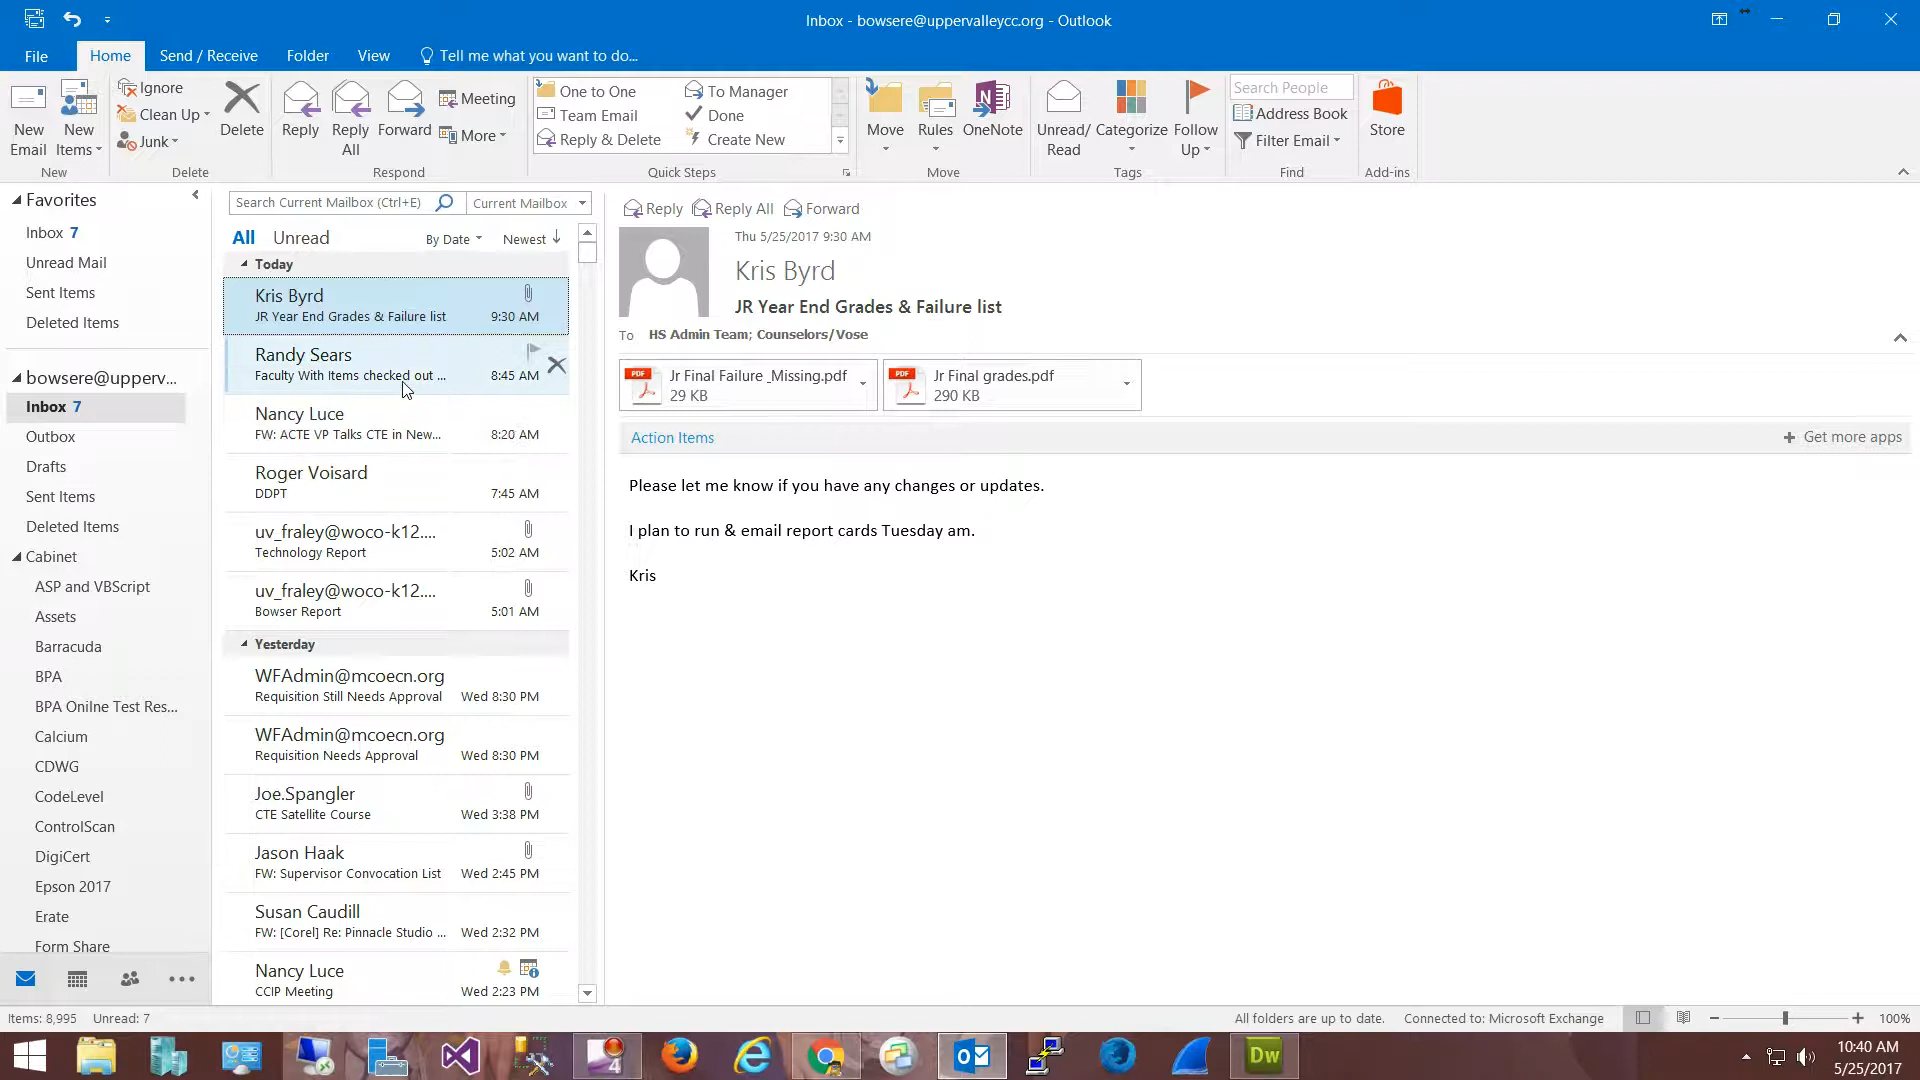 Inbox - bowsere@uppervalleycc.org - Outlook
File
Home
Send / Receive
Folder
View
Tell me what you want to do...
New
Email
New
Items
New
Ignore
Clean Up
Junk
Delete
Delete
Reply
Reply
All
Forward
Meeting
More
Respond
One to One
Team Email
Reply & Delete
To Manager
Done
Create New
Quick Steps
Move
Rules
OneNote
Move
Unread/
Read
Categorize
Follow
Up
Tags
Search People
Address Book
Filter Email
Find
Store
Add-ins
Favorites
Inbox 7
Unread Mail
Sent Items
Deleted Items
bowsere@upperv...
Inbox 7
Outbox
Drafts
Sent Items
Deleted Items
Cabinet
ASP and VBScript
Assets
Barracuda
BPA
BPA Onilne Test Res...
Calcium
CDWG
CodeLevel
ControlScan
DigiCert
Epson 2017
Erate
Form Share
Search Current Mailbox (Ctrl+E)
Current Mailbox
All
Unread
By Date
Newest
Today
Kris Byrd
JR Year End Grades & Failure list 9:30 AM
Randy Sears
Faculty With Items checked out ... 8:45 AM
Nancy Luce
FW: ACTE VP Talks CTE in New... 8:20 AM
Roger Voisard
DDPT 7:45 AM
uv_fraley@woco-k12....
Technology Report 5:02 AM
uv_fraley@woco-k12....
Bowser Report 5:01 AM
Yesterday
WFAdmin@mcoecn.org
Requisition Still Needs Approval Wed 8:30 PM
WFAdmin@mcoecn.org
Requisition Needs Approval Wed 8:30 PM
Joe.Spangler
CTE Satellite Course Wed 3:38 PM
Jason Haak
FW: Supervisor Convocation List Wed 2:45 PM
Susan Caudill
FW: [Corel] Re: Pinnacle Studio ... Wed 2:32 PM
Nancy Luce
CCIP Meeting Wed 2:23 PM
Reply
Reply All
Forward
Thu 5/25/2017 9:30 AM
Kris Byrd
JR Year End Grades & Failure list
To HS Admin Team; Counselors/Vose
PDF
Jr Final Failure _Missing.pdf
29 KB
PDF
Jr Final grades.pdf
290 KB
Action Items
Get more apps
Please let me know if you have any changes or updates.
I plan to run & email report cards Tuesday am.
Kris
Items: 8,995 Unread: 7
All folders are up to date.
Connected to: Microsoft Exchange
100%
4
Dw
10:40 AM
5/25/2017